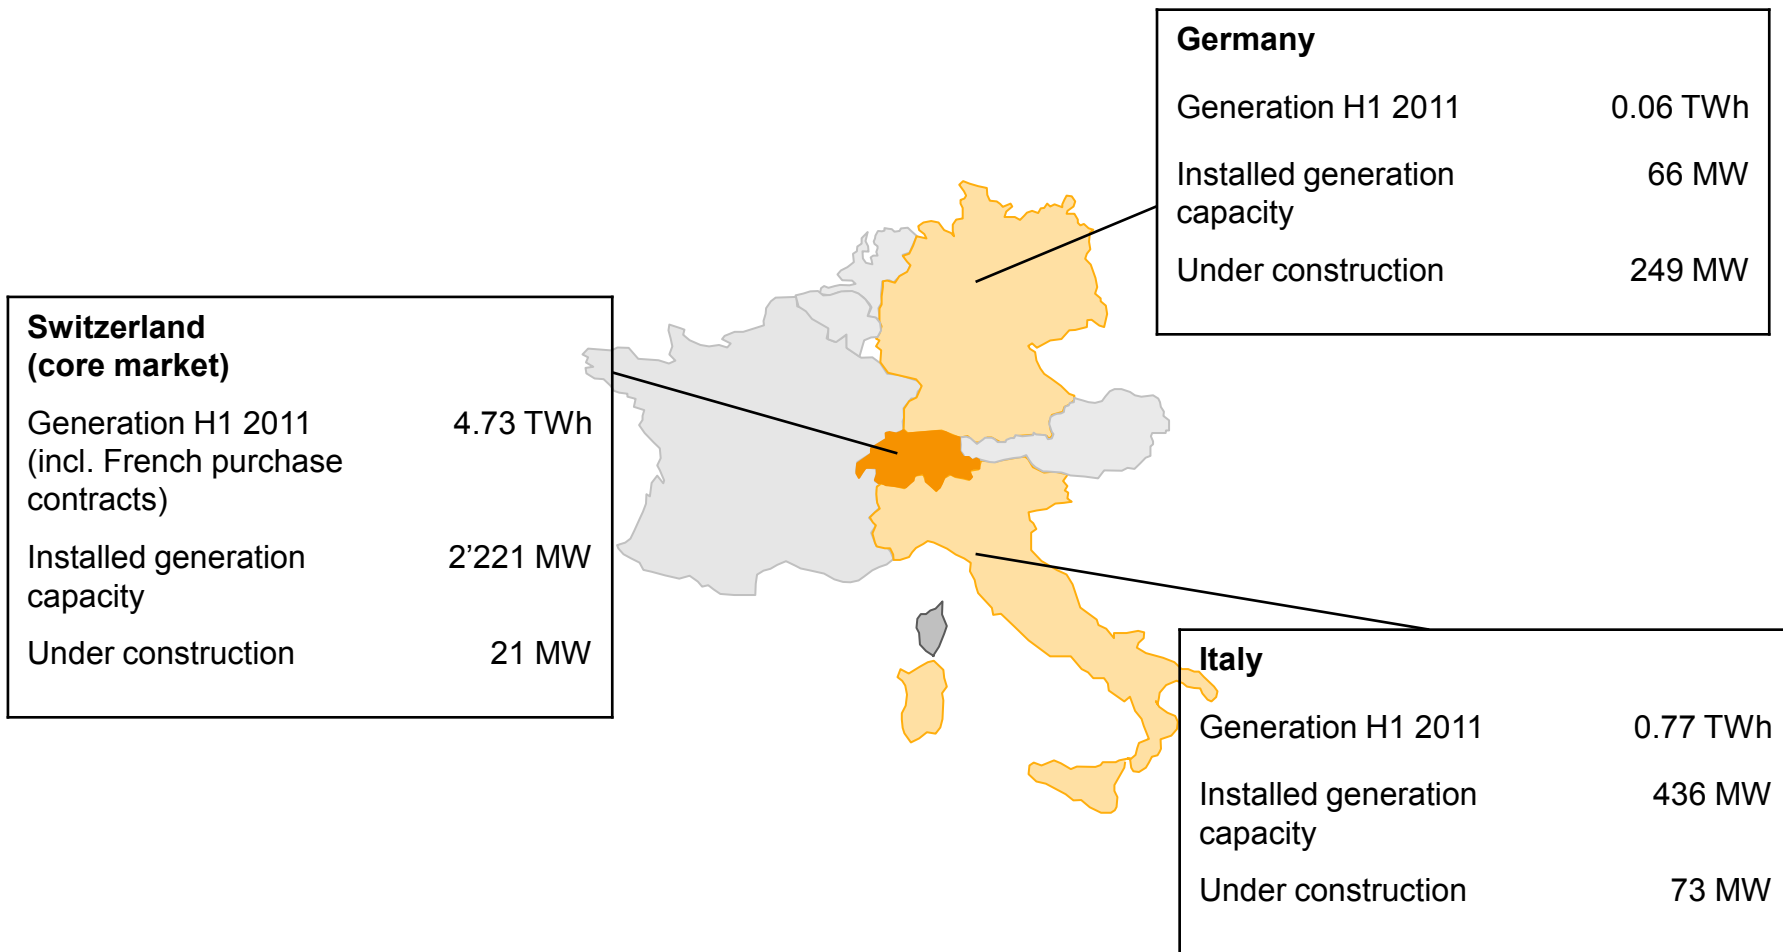 Germany
Generation H1 2011 0.06 TWh
Installed generation 66 MW
capacity
Under construction 249 MW
Switzerland
(core market)
Generation H1 2011 4.73 TWh
(incl. French purchase
contracts)
Installed generation 2’221 MW
capacity
Under construction 21 MW
Italy
Generation H1 2011 0.77 TWh
Installed generation 436 MW
capacity
Under construction 73 MW